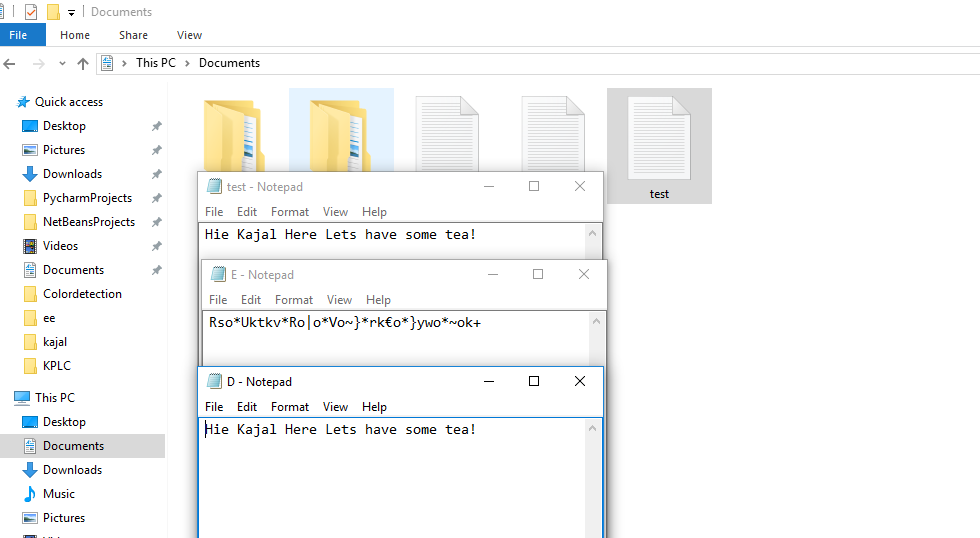 Documents
File Home Share View
This PC > Documents
Quick access
Desktop
Pictures
Downloads
PycharmProjects
NetBeansProjects
Videos
Documents
Colordetection
ee
kajal
KPLC
This PC
Desktop
Documents
Downloads
Music
Pictures
test
test - Notepad
File Edit Format View Help
Hie Kajal Here Lets have some tea!
E - Notepad
File Edit Format View Help
Rso*Uktkv*Ro|o*Vo~}*rk€o*}ywo*~ok+
D - Notepad
File Edit Format View Help
Hie Kajal Here Lets have some tea!